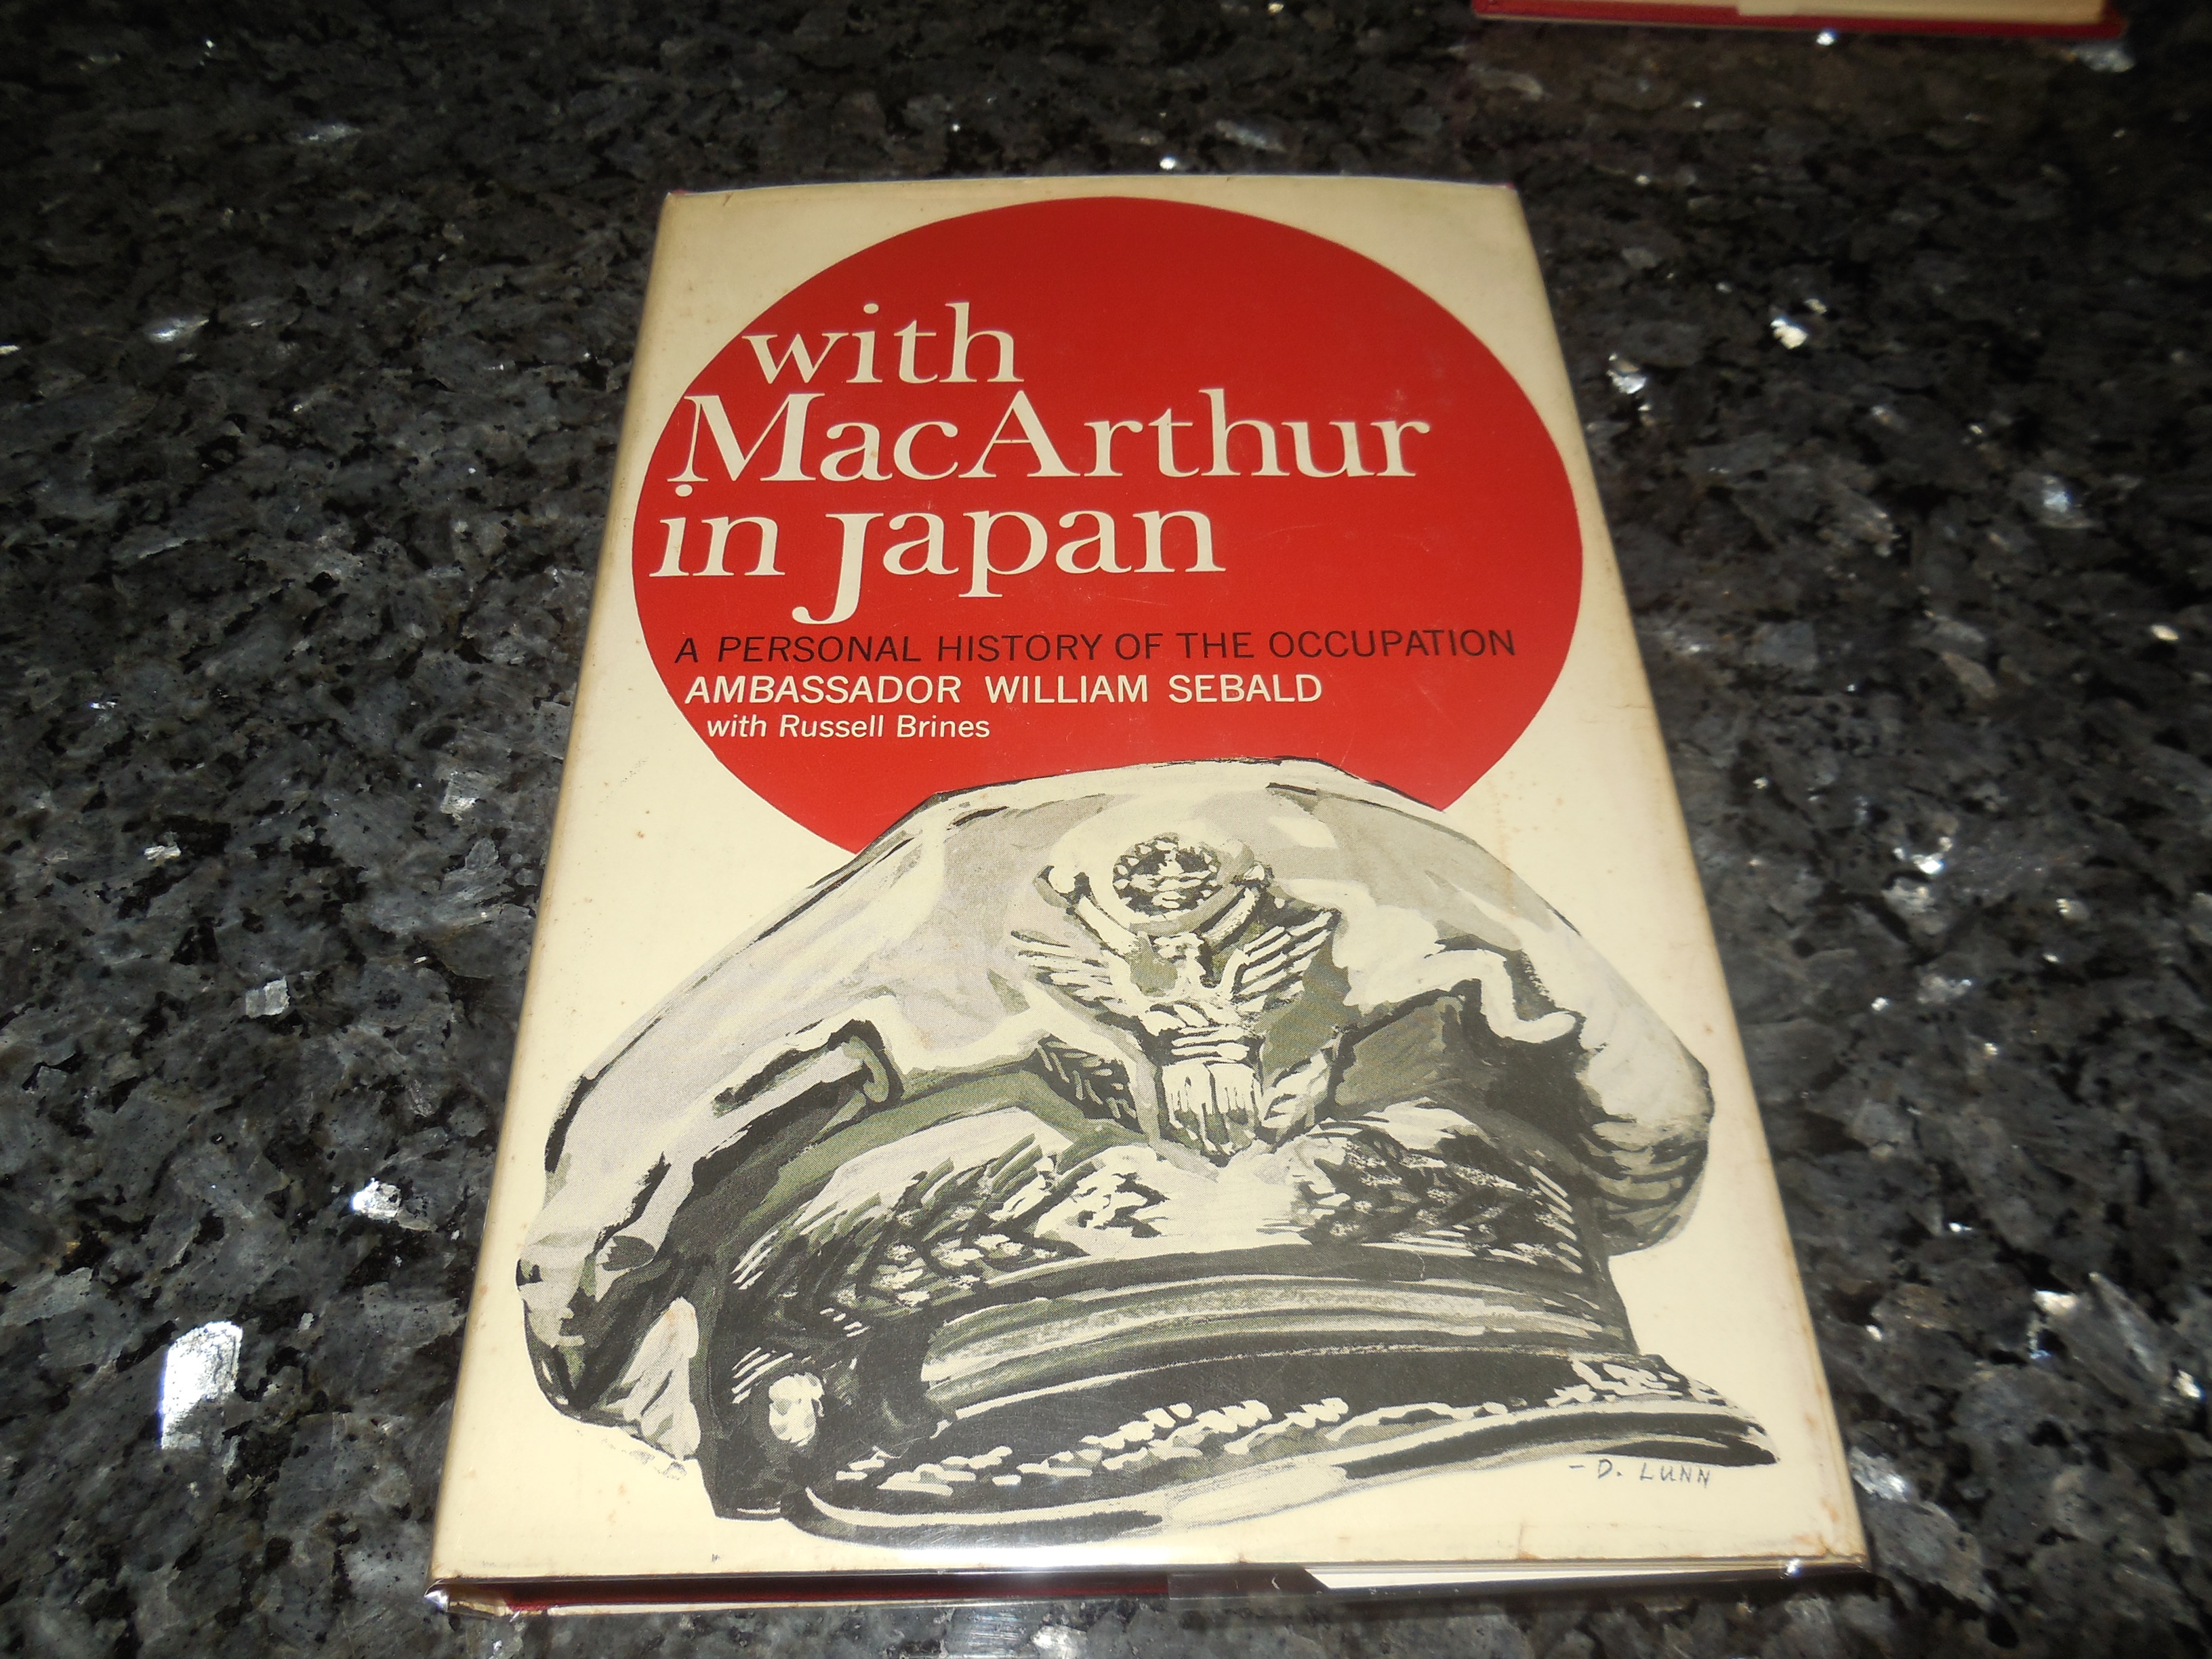 with
MacArthur
in Japan
A PERSONAL HISTORY OF THE OCCUPATION
AMBASSADOR WILLIAM SEBALD
with Russell Brines
– D. LUNN